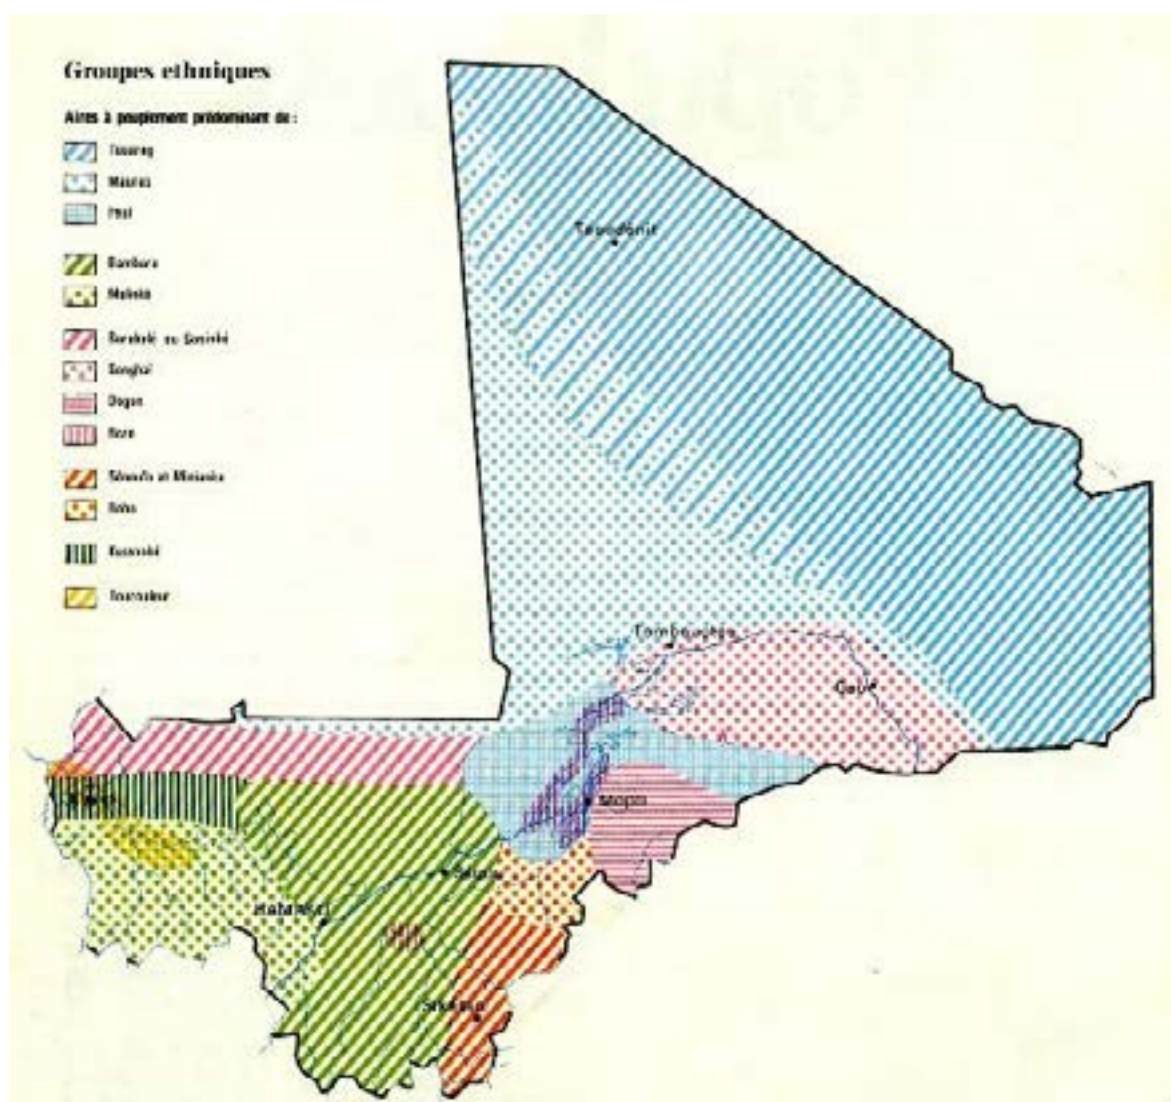 Groupes ethniques
Aires à peuplement prédominant de :
Touareg
Maures
Peul
Bambara
Malinké
Sarakolé ou Soninké
Songhaï
Dogon
Bozo
Sénoufo et Minianka
Bobo
Kassonké
Toucouleur
Taoudénit
Tombouctou
Gao
Mopti
Ségou
BAMAKO
Sikasso